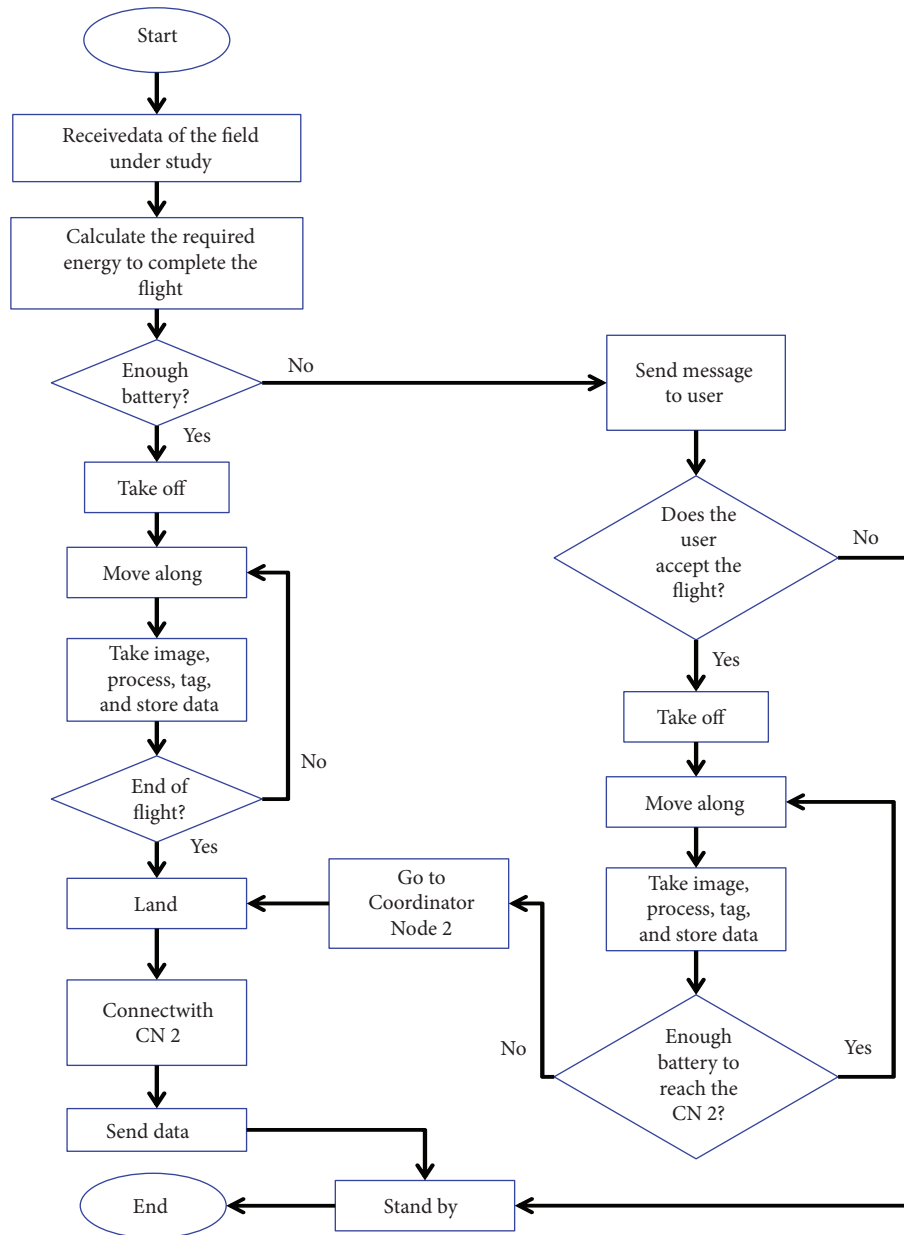 Start
Receivedata of the field
under study
Calculate the required
energy to complete the
flight
Enough
battery?
No
Yes
Send message
to user
Take off
Does the
user
accept the
flight?
No
Yes
Move along
Take image,
process, tag,
and store data
No
End of
flight?
Yes
Take off
Move along
Take image,
process, tag,
and store data
Enough
battery to
reach the
CN 2?
No
Yes
Go to
Coordinator
Node 2
Land
Connectwith
CN 2
Send data
Stand by
End